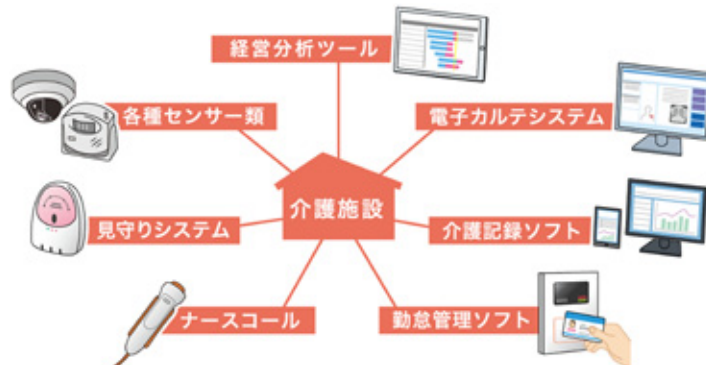 経営分析ツール
各種センサー類
電子カルテシステム
介護施設
見守りシステム
介護記録ソフト
ナースコール
勤怠管理ソフト